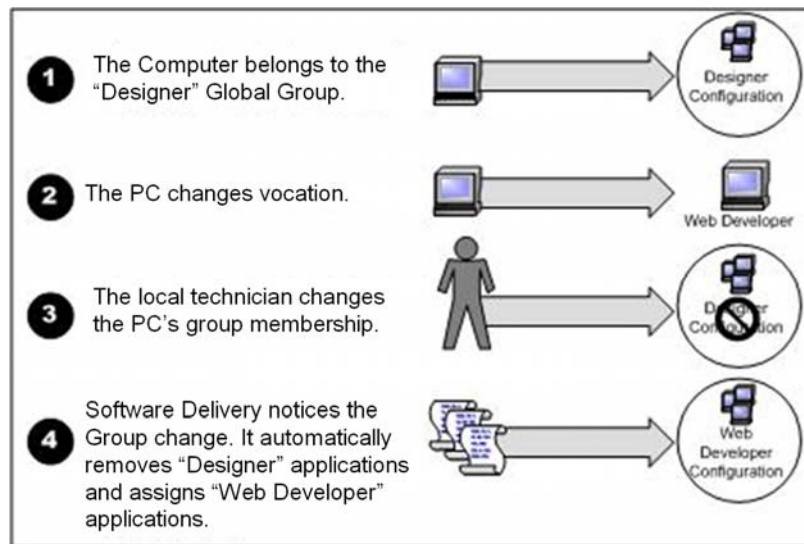 1
The Computer belongs to the
“Designer” Global Group.
Designer
Configuration
2
The PC changes vocation.
Web Developer
3
The local technician changes
the PC’s group membership.
Designer
Configuration
4
Software Delivery notices the
Group change. It automatically
removes “Designer” applications
and assigns “Web Developer”
applications.
Web
Developer
Configuration